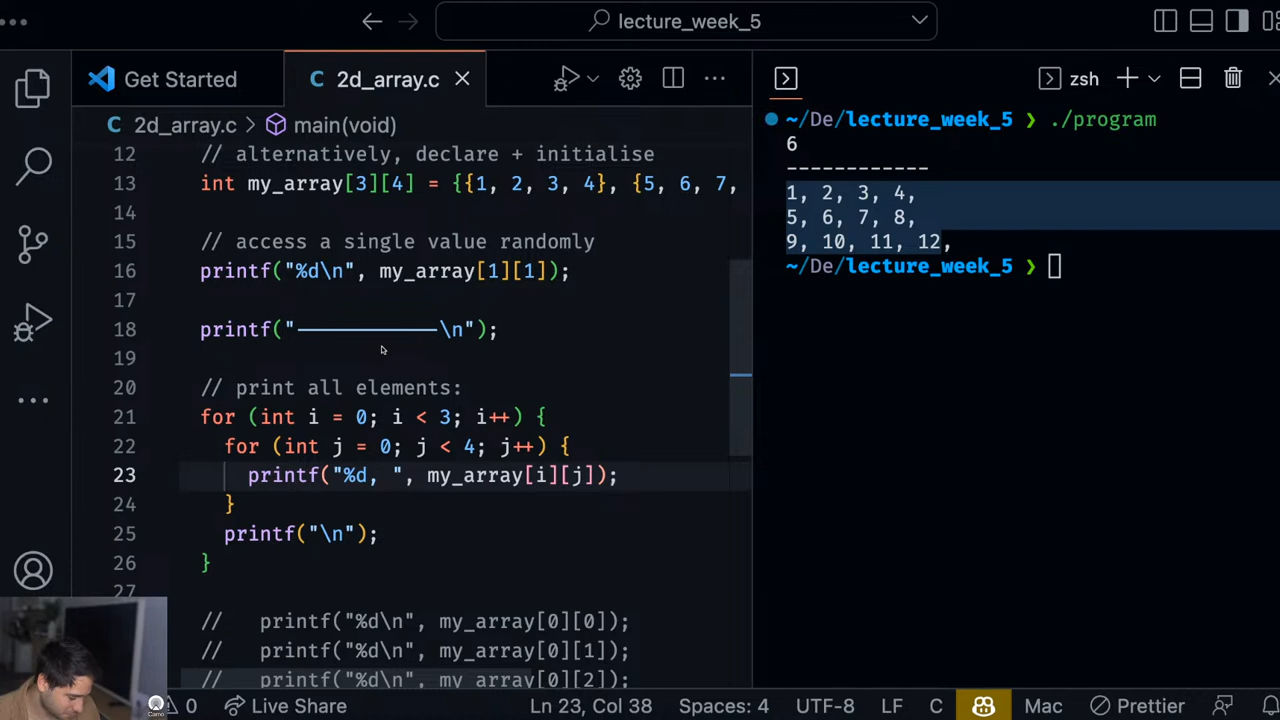 lecture_week_5
Get Started
C 2d_array.c
zsh
C 2d_array.c > main(void)
12 // alternatively, declare + initialise
13 int my_array[3][4] = {{1, 2, 3, 4}, {5, 6, 7,
14
15 // access a single value randomly
16 printf("%d\n", my_array[1][1]);
17
18 printf("------------\n");
19
20 // print all elements:
21 for (int i = 0; i < 3; i++) {
22 for (int j = 0; j < 4; j++) {
23 printf("%d, ", my_array[i][j]);
24 }
25 printf("\n");
26 }
27
// printf("%d\n", my_array[0][0]);
// printf("%d\n", my_array[0][1]);
// printf("%d\n", my_array[0][2]);
~/De/lecture_week_5 ❯ ./program
6
------------
1, 2, 3, 4,
5, 6, 7, 8,
9, 10, 11, 12,
~/De/lecture_week_5 ❯
0
Live Share
Ln 23, Col 38
Spaces: 4
UTF-8
LF
C
Mac
Prettier